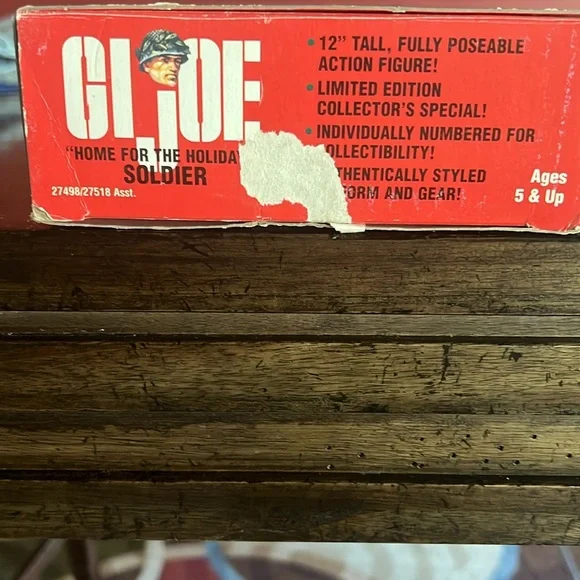 GI JOE
"HOME FOR THE HOLIDA
SOLDIER
27498/27518 Asst.
• 12" TALL, FULLY POSEABLE
ACTION FIGURE!
• LIMITED EDITION
COLLECTOR'S SPECIAL!
• INDIVIDUALLY NUMBERED FOR
OLLECTIBILITY!
THENTICALLY STYLED
FORM AND GEAR!
Ages
5 & Up